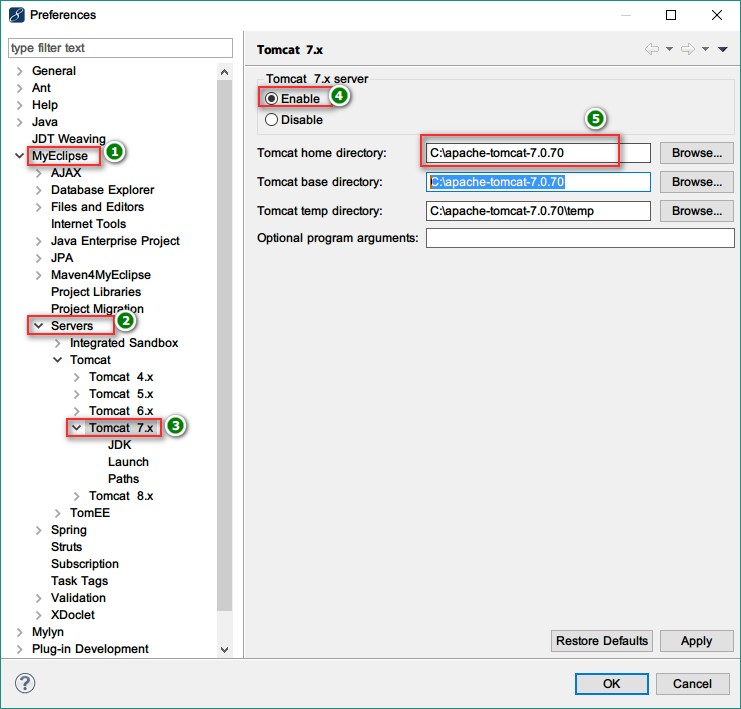 Preferences
type filter text
General
Ant
Help
Java
JDT Weaving
MyEclipse
1
AJAX
Database Explorer
Files and Editors
Internet Tools
Java Enterprise Project
JPA
Maven4MyEclipse
Project Libraries
Project Migration
Servers
2
Integrated Sandbox
Tomcat
Tomcat 4.x
Tomcat 5.x
Tomcat 6.x
Tomcat 7.x
3
JDK
Launch
Paths
Tomcat 8.x
TomEE
Spring
Struts
Subscription
Task Tags
Validation
XDoclet
Mylyn
Plug-in Development
Tomcat 7.x
Tomcat 7.x server
Enable
4
Disable
5
Tomcat home directory: C:\apache-tomcat-7.0.70 Browse...
Tomcat base directory: C:\apache-tomcat-7.0.70 Browse...
Tomcat temp directory: C:\apache-tomcat-7.0.70\temp Browse...
Optional program arguments:
Restore Defaults Apply
? OK Cancel